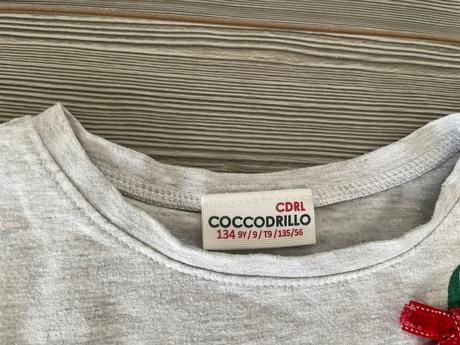 CDRL
COCCODRILLO
134 9Y / 9 / T9 / 135/56